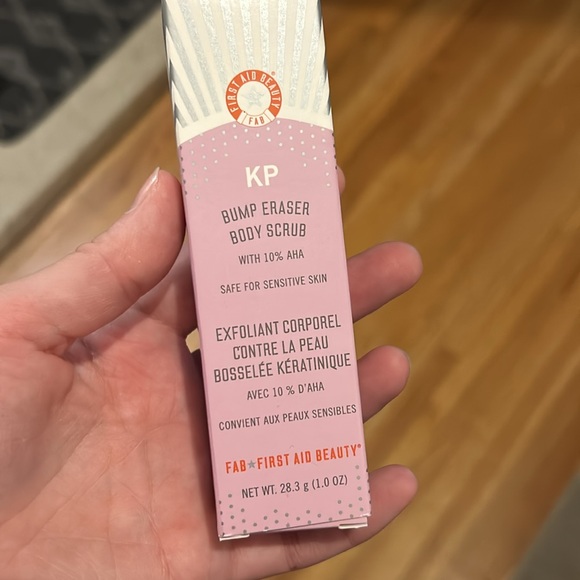 FIRST AID BEAUTY®
FAB
KP
BUMP ERASER
BODY SCRUB
WITH 10% AHA
SAFE FOR SENSITIVE SKIN
EXFOLIANT CORPOREL
CONTRE LA PEAU
BOSSELÉE KÉRATINIQUE
AVEC 10 % D'AHA
CONVIENT AUX PEAUX SENSIBLES
FAB★FIRST AID BEAUTY®
NET WT. 28.3 g (1.0 OZ)